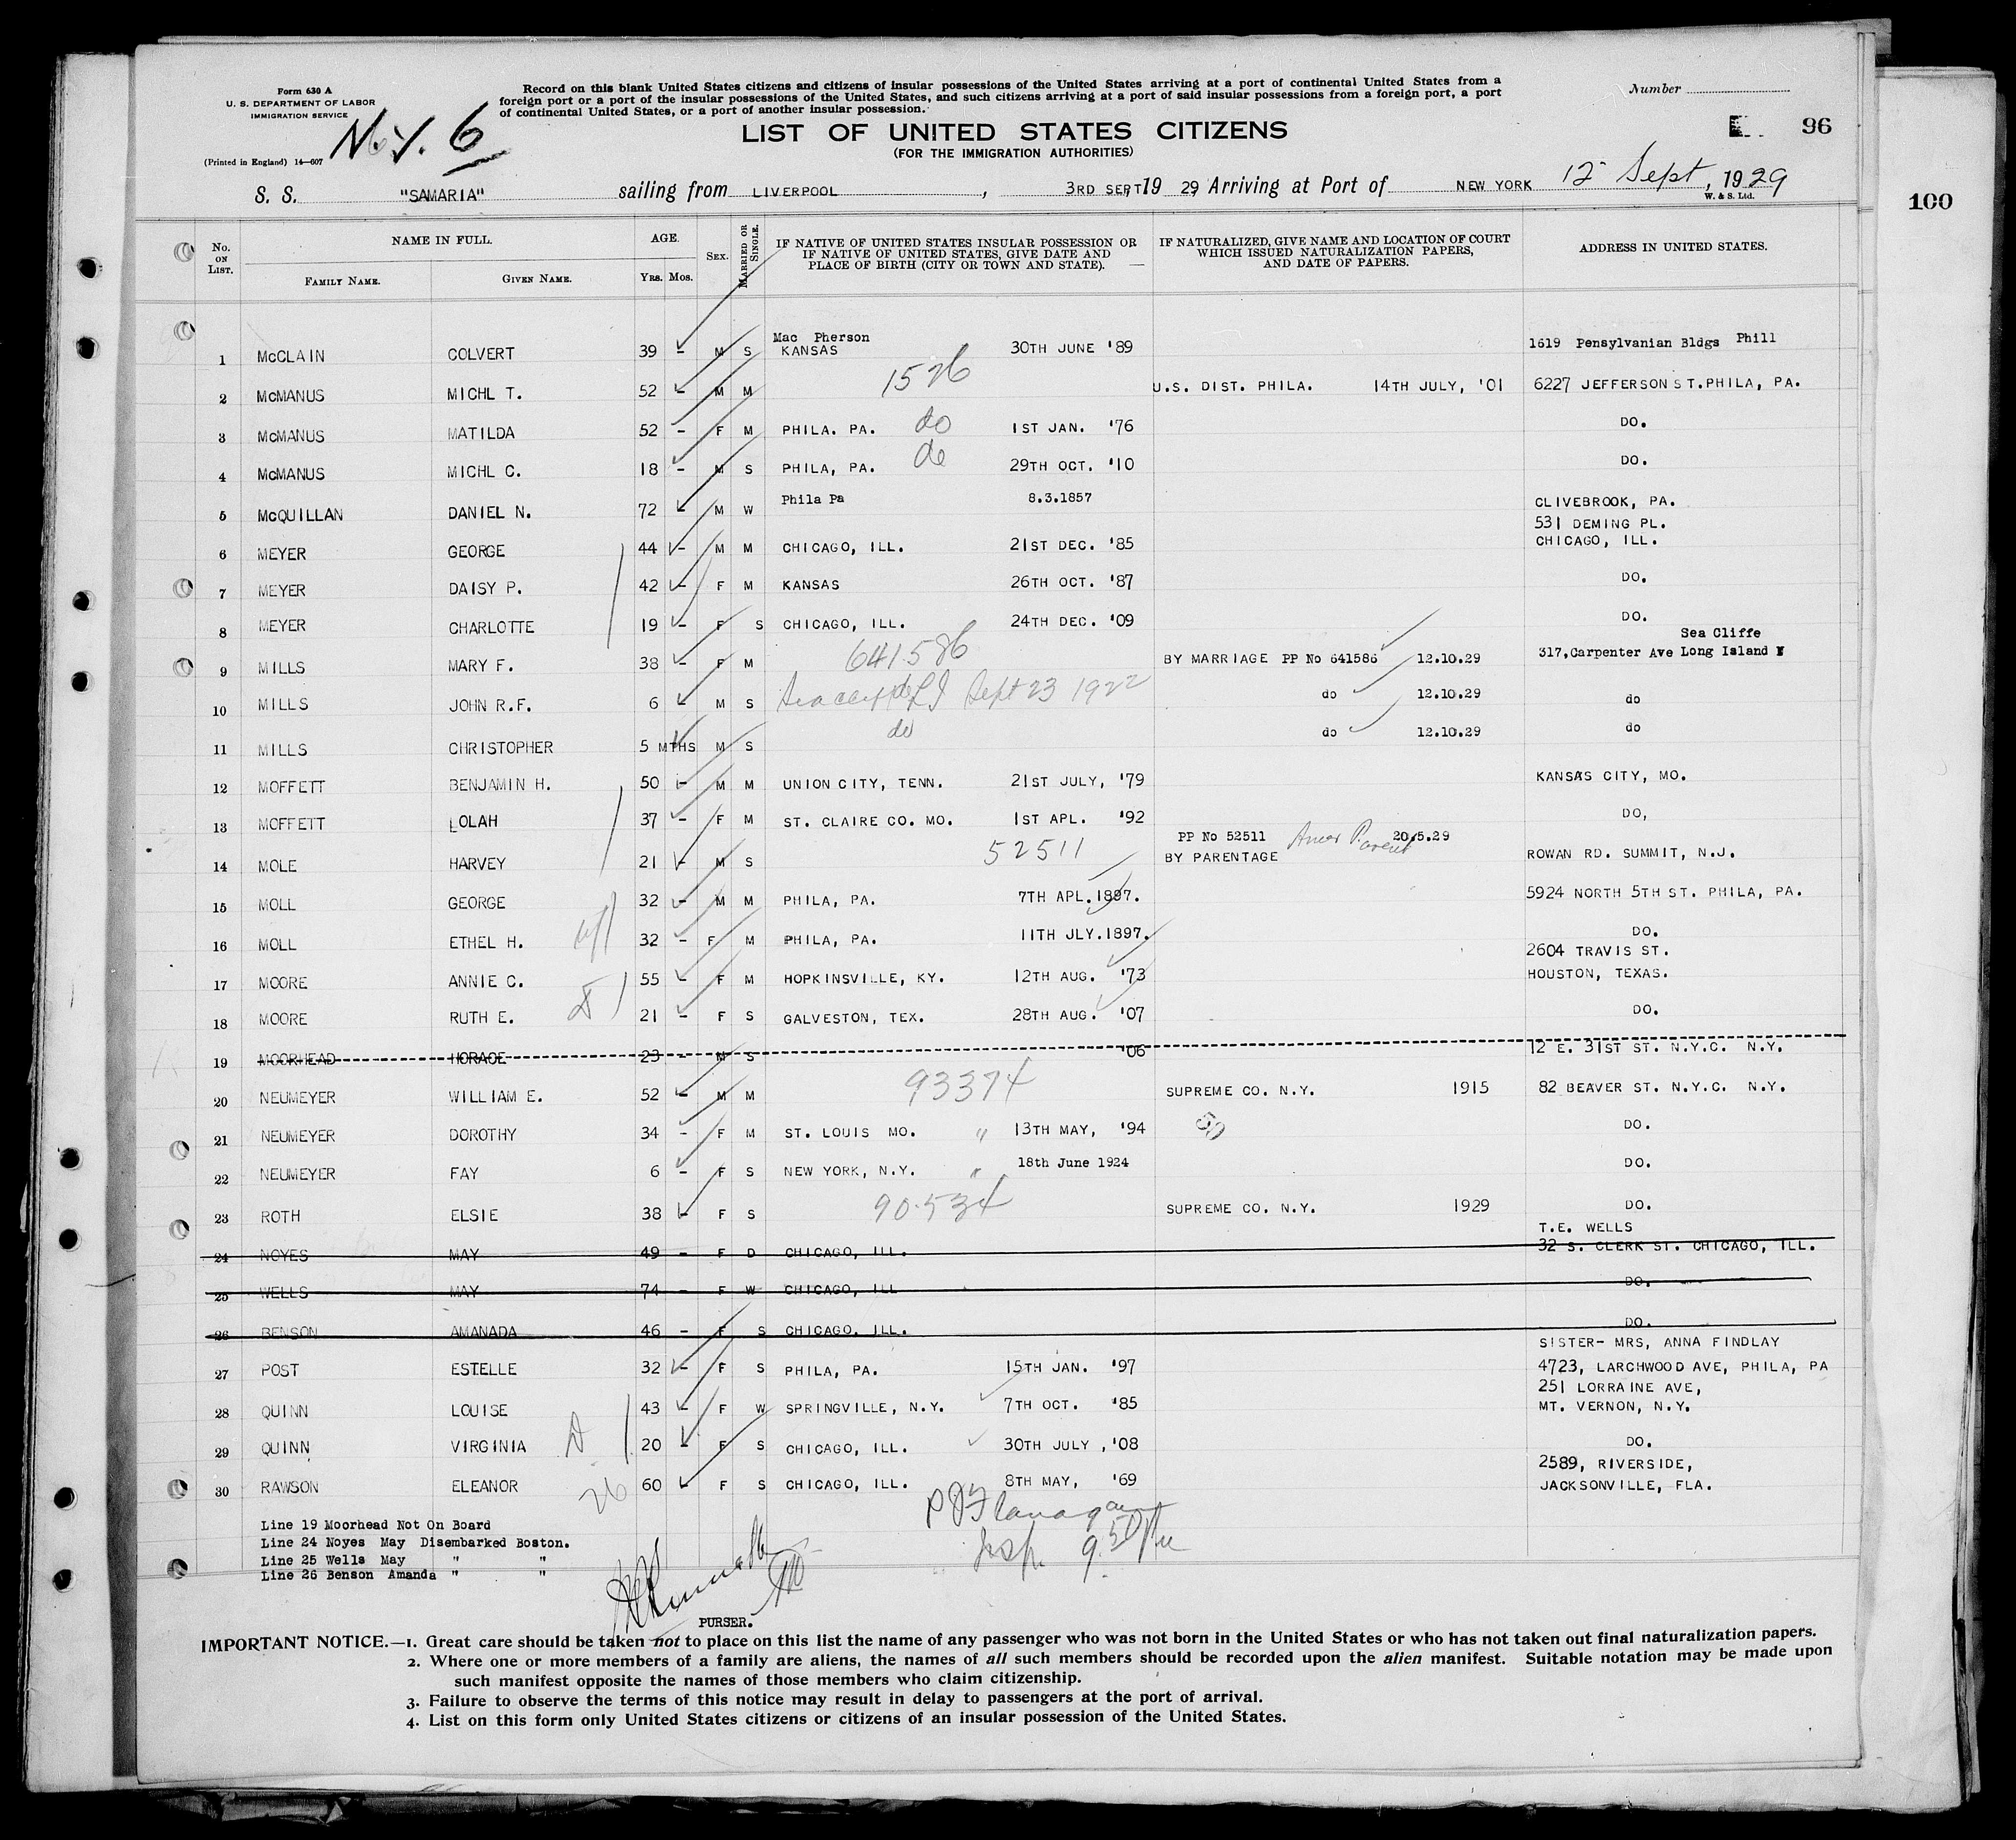 Form 630 A
U. S. DEPARTMENT OF LABOR
IMMIGRATION SERVICE
(Printed in England) 14—607
N.Y. 6
Record on this blank United States citizens and citizens of insular possessions of the United States arriving at a port of continental United States from a
foreign port or a port of the insular possessions of the United States, and such citizens arriving at a port of said insular possessions from a foreign port, a port
of continental United States, or a port of another insular possession.
LIST OF UNITED STATES CITIZENS
(FOR THE IMMIGRATION AUTHORITIES)
Number
96
100
S. S. "SAMARIA" sailing from LIVERPOOL, 3RD SEPT, 19 29, Arriving at Port of NEW YORK 12 Sept, 1929
W. & S. Ltd.
No. ON LIST. NAME IN FULL. AGE. SEX. MARRIED OR SINGLE. IF NATIVE OF UNITED STATES INSULAR POSSESSION OR IF NATIVE OF UNITED STATES, GIVE DATE AND PLACE OF BIRTH (CITY OR TOWN AND STATE). IF NATURALIZED, GIVE NAME AND LOCATION OF COURT WHICH ISSUED NATURALIZATION PAPERS, AND DATE OF PAPERS. ADDRESS IN UNITED STATES.
FAMILY NAME. GIVEN NAME. YRS. MOS.
1 McCLAIN COLVERT 39 - M S Mac Pherson KANSAS 30TH JUNE '89 1619 Pensylvanian Bldgs Phill
2 McMANUS MICHL T. 52 - M M 1526 U.S. DIST. PHILA. 14TH JULY, '01 6227 JEFFERSON ST.PHILA, PA.
3 McMANUS MATILDA 52 - F M PHILA. PA. do 1ST JAN. '76 DO.
4 McMANUS MICHL C. 18 - M S PHILA, PA. do 29TH OCT. '10 DO.
5 McQUILLAN DANIEL N. 72 M W Phila Pa 8.3.1857 CLIVEBROOK, PA.
6 MEYER GEORGE 44 - M M CHICAGO, ILL. 21ST DEC. '85 531 DEMING PL. CHICAGO, ILL.
7 MEYER DAISY P. 42 - F M KANSAS 26TH OCT. '87 DO.
8 MEYER CHARLOTTE 19 - F S CHICAGO, ILL. 24TH DEC. '09 DO.
9 MILLS MARY F. 38 - F M 641586 BY MARRIAGE PP No 641586 12.10.29 317,Carpenter Ave Long Island Sea Cliffe
10 MILLS JOHN R.F. 6 M S Sept 23 1922 do 12.10.29 do
11 MILLS CHRISTOPHER 5 MTHS M S do do 12.10.29 do
12 MOFFETT BENJAMIN H. 50 - M M UNION CITY, TENN. 21ST JULY, '79 KANSAS CITY, MO.
13 MOFFETT LOLAH 37 - F M ST. CLAIRE CO. MO. 1ST APL. '92 DO,
14 MOLE HARVEY 21 - M S 52511 PP No 52511 Amer Parent 20.5.29 BY PARENTAGE ROWAN RD. SUMMIT, N.J.
15 MOLL GEORGE 32 - M M PHILA, PA. 7TH APL.1897. 5924 NORTH 5TH ST. PHILA, PA.
16 MOLL ETHEL H. 32 - F M PHILA, PA. 11TH JLY.1897. DO.
17 MOORE ANNIE C. 55 - F M HOPKINSVILLE, KY. 12TH AUG. '73 2604 TRAVIS ST. HOUSTON, TEXAS.
18 MOORE RUTH E. 21 - F S GALVESTON, TEX. 28TH AUG. '07 DO.
19 MOORHEAD HORACE 23 - M S '06 12 E. 31ST ST. N.Y.C. N.Y.
20 NEUMEYER WILLIAM E. 52 M M 93374 SUPREME CO. N.Y. 1915 82 BEAVER ST. N.Y.C. N.Y.
21 NEUMEYER DOROTHY 34 - F M ST. LOUIS MO. " 13TH MAY, '94 DO.
22 NEUMEYER FAY 6 - F S NEW YORK, N.Y. " 18th June 1924 DO.
23 ROTH ELSIE 38 - F S 90534 SUPREME CO. N.Y. 1929 DO.
24 NOYES MAY 49 - F D CHICAGO, ILL. T.E. WELLS 32 S. CLERK ST. CHICAGO, ILL.
25 WELLS MAY 74 - F W CHICAGO, ILL DO.
26 BENSON AMANADA 46 - F S CHICAGO, ILL. DO.
27 POST ESTELLE 32 - F S PHILA, PA. 15TH JAN. '97 SISTER- MRS, ANNA FINDLAY 4723, LARCHWOOD AVE, PHILA, PA
28 QUINN LOUISE 43 - F W SPRINGVILLE, N.Y. 7TH OCT. '85 251 LORRAINE AVE, MT. VERNON, N.Y.
29 QUINN VIRGINIA 20 - F S CHICAGO, ILL. 30TH JULY, '08 DO.
30 RAWSON ELEANOR 26 60 F S CHICAGO, ILL. 8TH MAY, '69 2589, RIVERSIDE, JACKSONVILLE, FLA.
Line 19 Moorhead Not On Board
Line 24 Noyes May Disembarked Boston.
Line 25 Wells May " "
Line 26 Benson Amanda " "
PJ Flanagan
Insp.
PURSER.
IMPORTANT NOTICE.—1. Great care should be taken not to place on this list the name of any passenger who was not born in the United States or who has not taken out final naturalization papers.
2. Where one or more members of a family are aliens, the names of all such members should be recorded upon the alien manifest. Suitable notation may be made upon
such manifest opposite the names of those members who claim citizenship.
3. Failure to observe the terms of this notice may result in delay to passengers at the port of arrival.
4. List on this form only United States citizens or citizens of an insular possession of the United States.